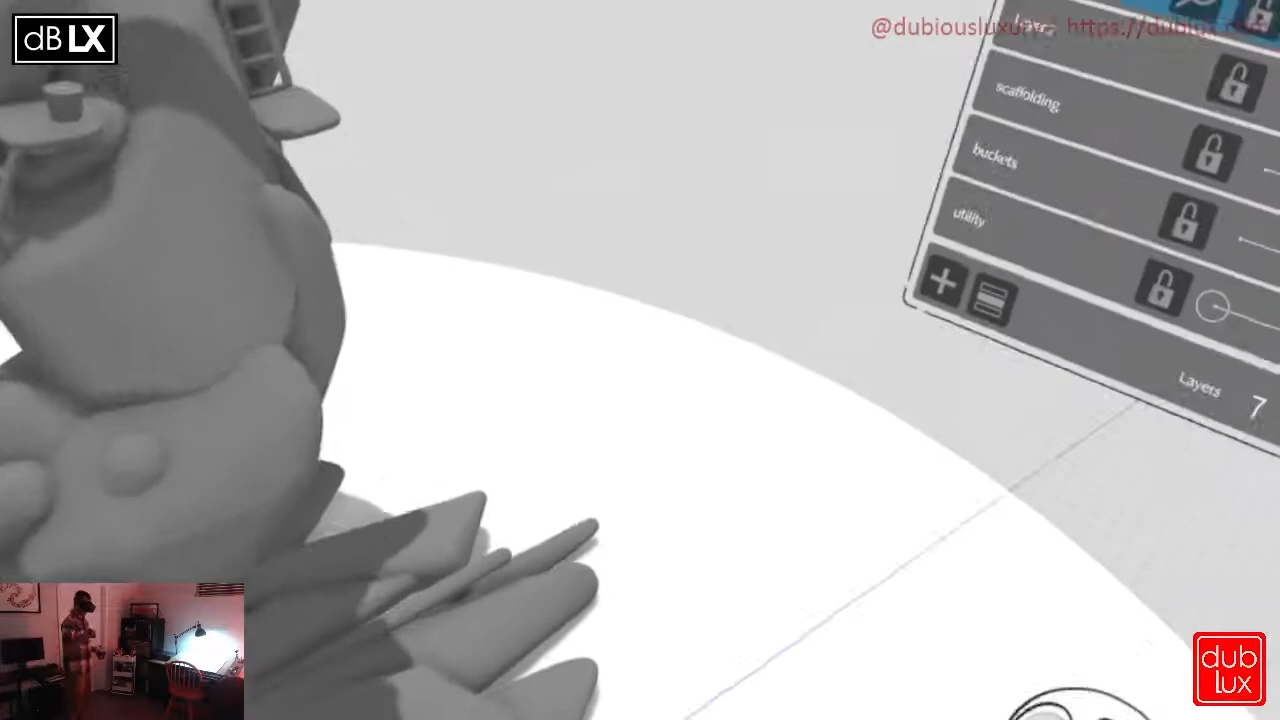 dB LX
@dubiousluxury
scaffolding
buckets
utility
Layers 7
dub
lux